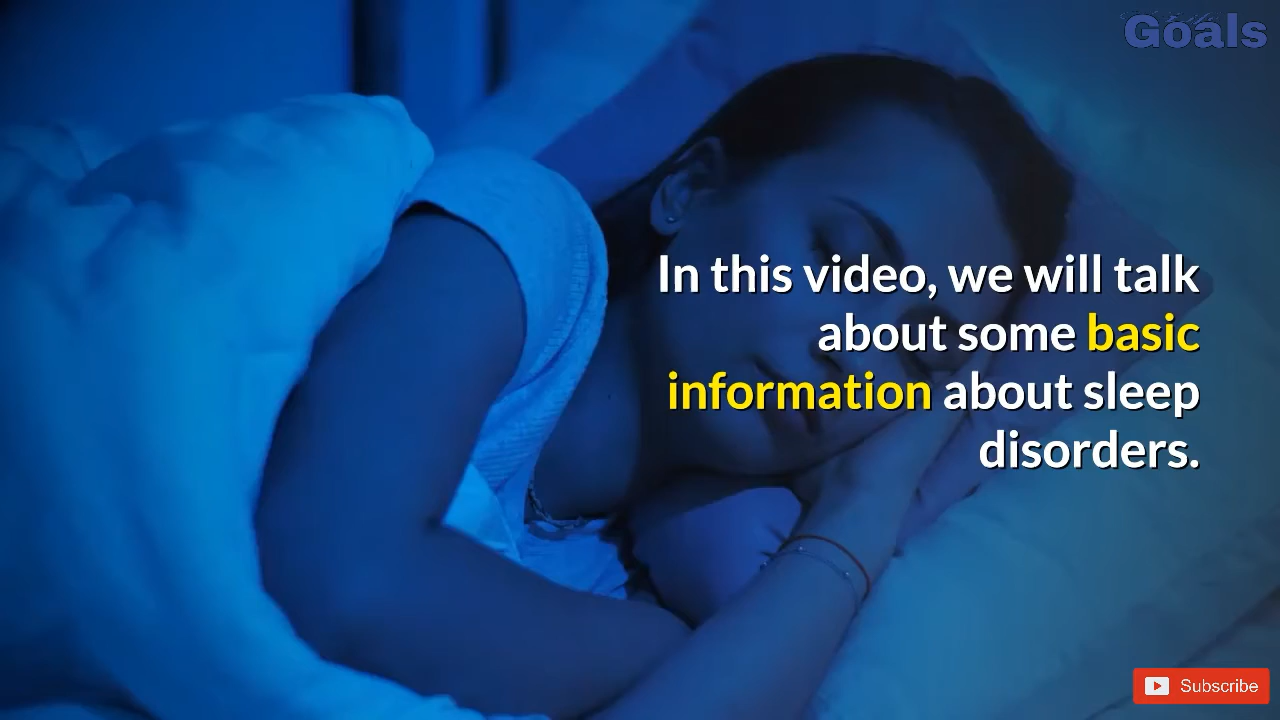 Goals
In this video, we will talk
about some basic
information about sleep
disorders.
Subscribe